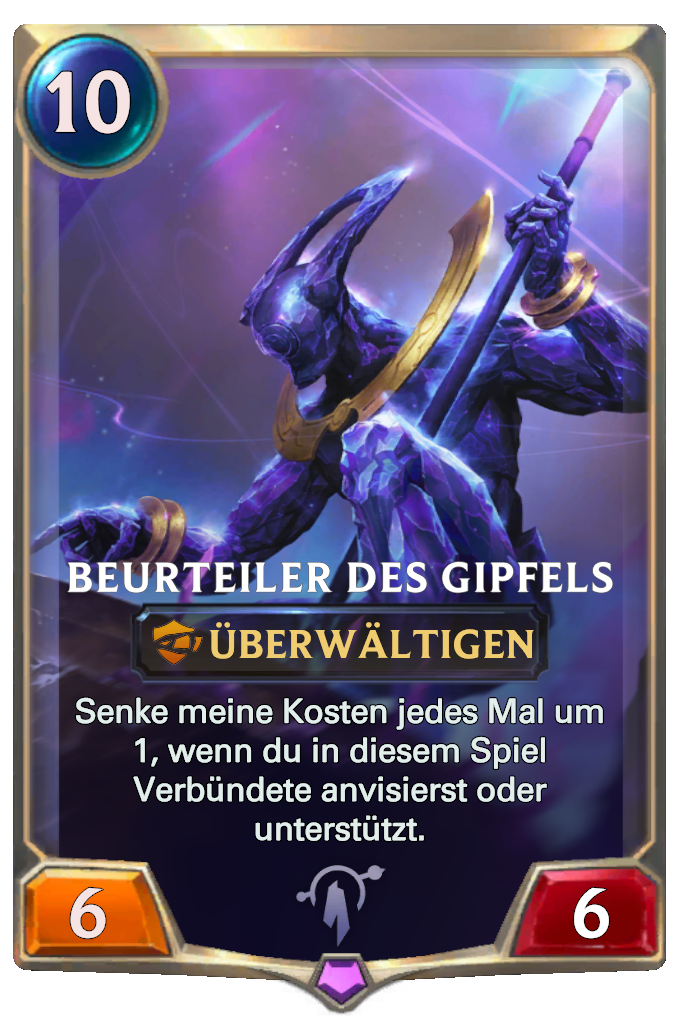 10
BEURTEILER DES GIPFELS
ÜBERWÄLTIGEN
Senke meine Kosten jedes Mal um
1, wenn du in diesem Spiel
Verbündete anvisierst oder
unterstützt.
6
6